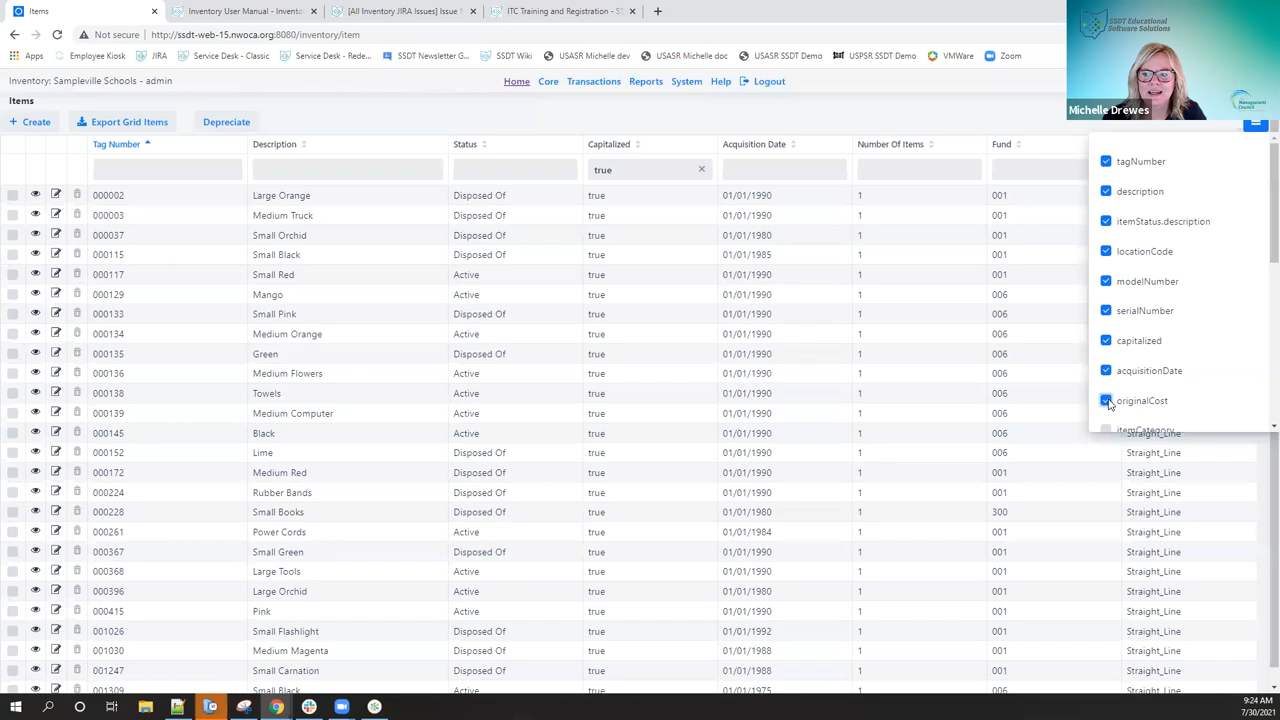 Items
Inventory User Manual - Invento
[All Inventory JIRA Issues] Issue
ITC Training and Registration - SS
Not secure | http://ssdt-web-15.nwoca.org:8080/inventory/item
Apps Employee Kiosk JIRA Service Desk - Classic Service Desk - Rede... SSDT Newsletter G... SSDT Wiki USASR Michelle dev USASR Michelle doc USASR SSDT Demo USPSR SSDT Demo VMWare Zoom
SSDT Educational
Software Solutions
Management
Council
Michelle Drewes
Inventory: Sampleville Schools - admin Home Core Transactions Reports System Help Logout
Items
+ Create Export Grid Items Depreciate
Tag Number Description Status Capitalized Acquisition Date Number Of Items Fund
true
000002 Large Orange Disposed Of true 01/01/1990 1 001
000003 Medium Truck Disposed Of true 01/01/1990 1 001
000037 Small Orchid Disposed Of true 01/01/1980 1 001
000115 Small Black Disposed Of true 01/01/1985 1 001
000117 Small Red Active true 01/01/1990 1 001
000129 Mango Active true 01/01/1990 1 006
000133 Small Pink Disposed Of true 01/01/1990 1 006
000134 Medium Orange Active true 01/01/1990 1 006
000135 Green Disposed Of true 01/01/1990 1 006
000136 Medium Flowers Active true 01/01/1990 1 006
000138 Towels Active true 01/01/1990 1 006
000139 Medium Computer Active true 01/01/1990 1 006
000145 Black Active true 01/01/1990 1 006 Straight_Line
000152 Lime Disposed Of true 01/01/1990 1 006 Straight_Line
000172 Medium Red Active true 01/01/1990 1 001 Straight_Line
000224 Rubber Bands Disposed Of true 01/01/1990 1 001 Straight_Line
000228 Small Books Disposed Of true 01/01/1980 1 300 Straight_Line
000261 Power Cords Active true 01/01/1984 1 001 Straight_Line
000367 Small Green Disposed Of true 01/01/1990 1 001 Straight_Line
000368 Large Tools Active true 01/01/1990 1 001 Straight_Line
000396 Large Orchid Active true 01/01/1980 1 001 Straight_Line
000415 Pink Active true 01/01/1990 1 001 Straight_Line
001026 Small Flashlight Disposed Of true 01/01/1992 1 001 Straight_Line
001030 Medium Magenta Disposed Of true 01/01/1988 1 001 Straight_Line
001247 Small Carnation Disposed Of true 01/01/1988 1 001 Straight_Line
001309 Small Black Disposed Of true 01/01/1975 1 006 Straight_Line
tagNumber
description
itemStatus.description
locationCode
modelNumber
serialNumber
capitalized
acquisitionDate
originalCost
itemCategory
9:24 AM
7/30/2021